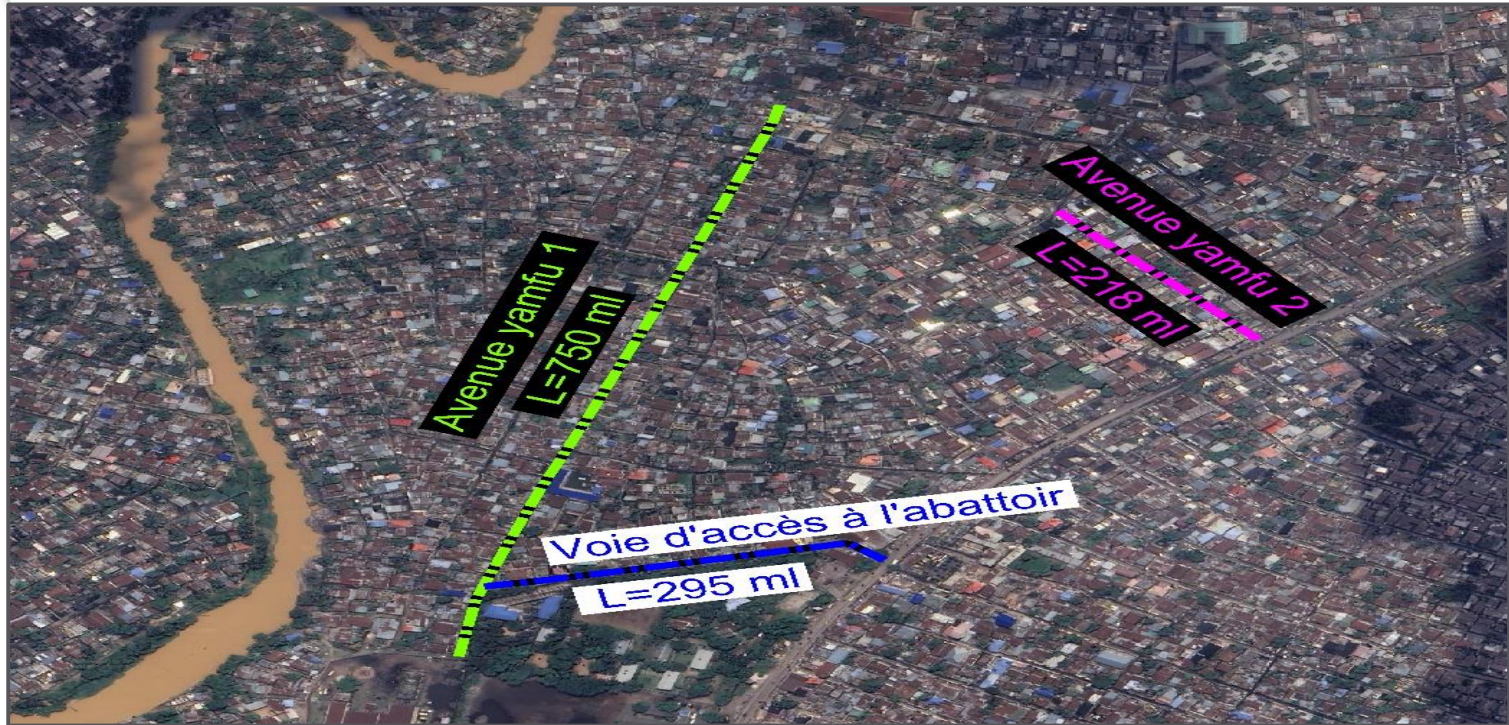 Avenue yamfu 1
L=750 ml
Avenue yamfu 2
L=218 ml
Voie d'accès à l'abattoir
L=295 ml